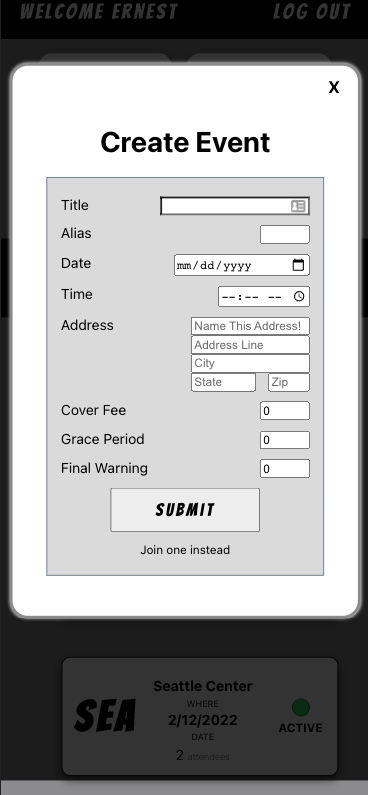 WELCOME ERNEST LOG OUT
X
Create Event
Title
Alias
Date mm/dd/yyyy
Time --:-- --
Address Name This Address!
Address Line
City
State Zip
Cover Fee 0
Grace Period 0
Final Warning 0
SUBMIT
Join one instead
SEA
Seattle Center
WHERE
2/12/2022
DATE
2 attendees
ACTIVE